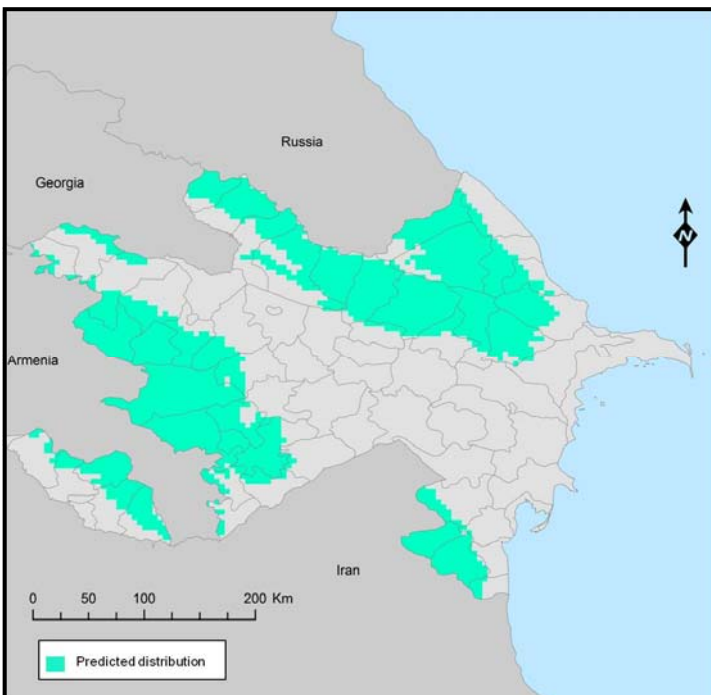 Russia
Georgia
N
Armenia
Iran
0 50 100 200 Km
Predicted distribution